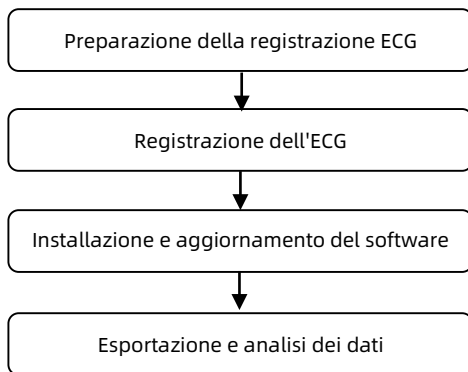 Preparazione della registrazione ECG
Registrazione dell'ECG
Installazione e aggiornamento del software
Esportazione e analisi dei dati